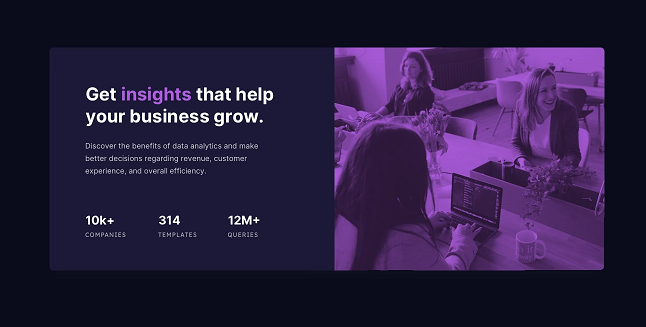 Get insights that help
your business grow.
Discover the benefits of data analytics and make
better decisions regarding revenue, customer
experience, and overall efficiency.
10k+ 314 12M+
COMPANIES TEMPLATES QUERIES